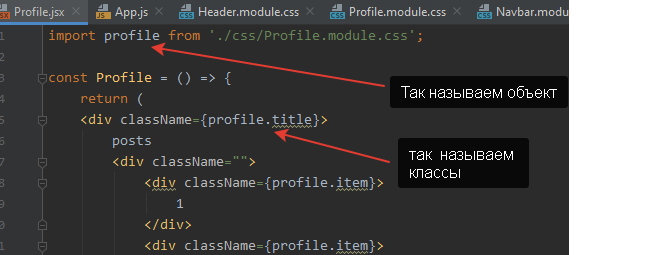 Profile.jsx App.js Header.module.css Profile.module.css Navbar.mod
import profile from './css/Profile.module.css';
const Profile = () => {
Так называем объект
return (
<div className={profile.title}>
posts
так называем
классы
<div className="">
<div className={profile.item}>
1
</div>
<div className={profile.item}>